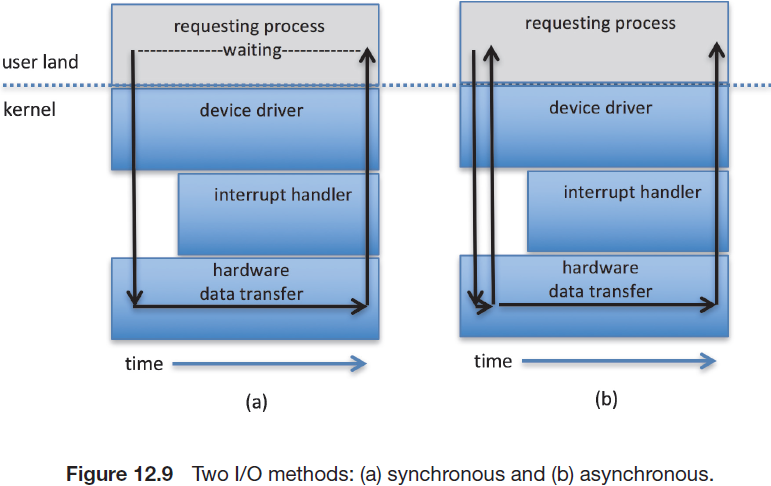 requesting process
waiting
user land
kernel
device driver
interrupt handler
hardware
data transfer
time
(a)
requesting process
device driver
interrupt handler
hardware
data transfer
time
(b)
Figure 12.9 Two I/O methods: (a) synchronous and (b) asynchronous.